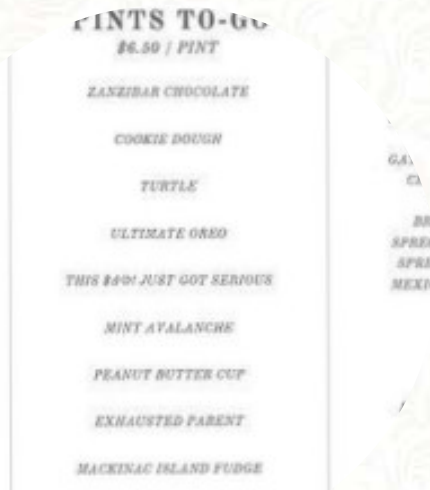 PINTS TO-GO
$6.50 / PINT
ZANZIBAR CHOCOLATE
COOKIE DOUGH
TURTLE
ULTIMATE OREO
THIS $&@! JUST GOT SERIOUS
MINT AVALANCHE
PEANUT BUTTER CUP
EXHAUSTED PARENT
MACKINAC ISLAND FUDGE